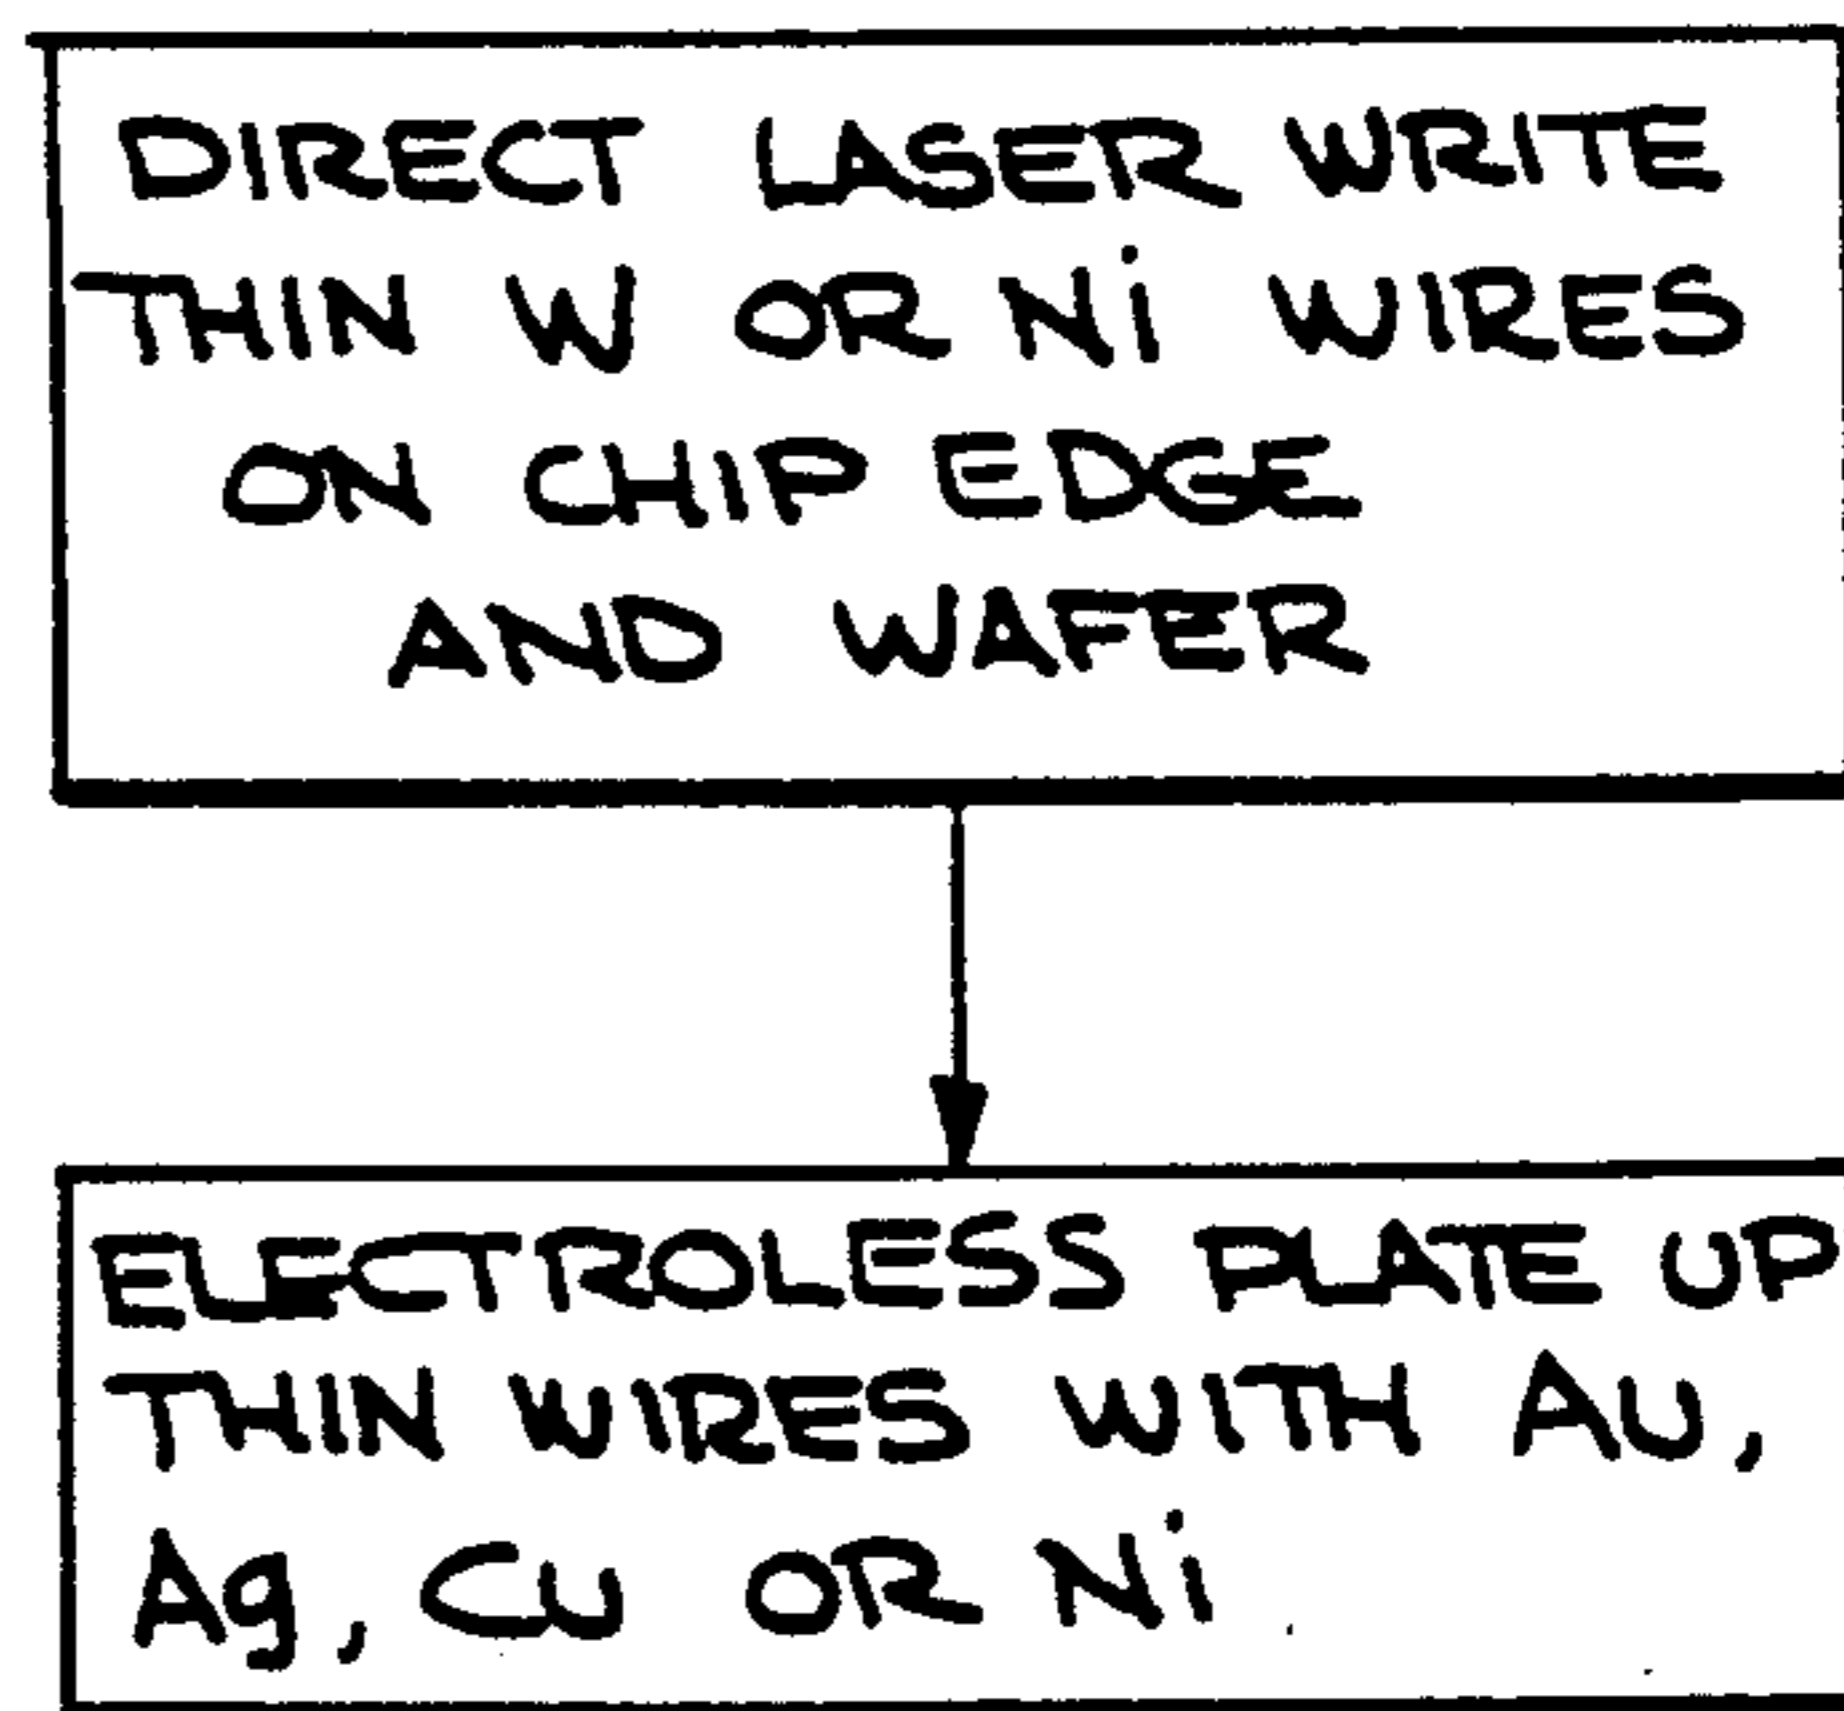 DIRECT LASER WRITE
THIN W OR Ni WIRES
ON CHIP EDGE
AND WAFER
ELECTROLESS PLATE UP
THIN WIRES WITH AU,
Ag, Cu OR Ni